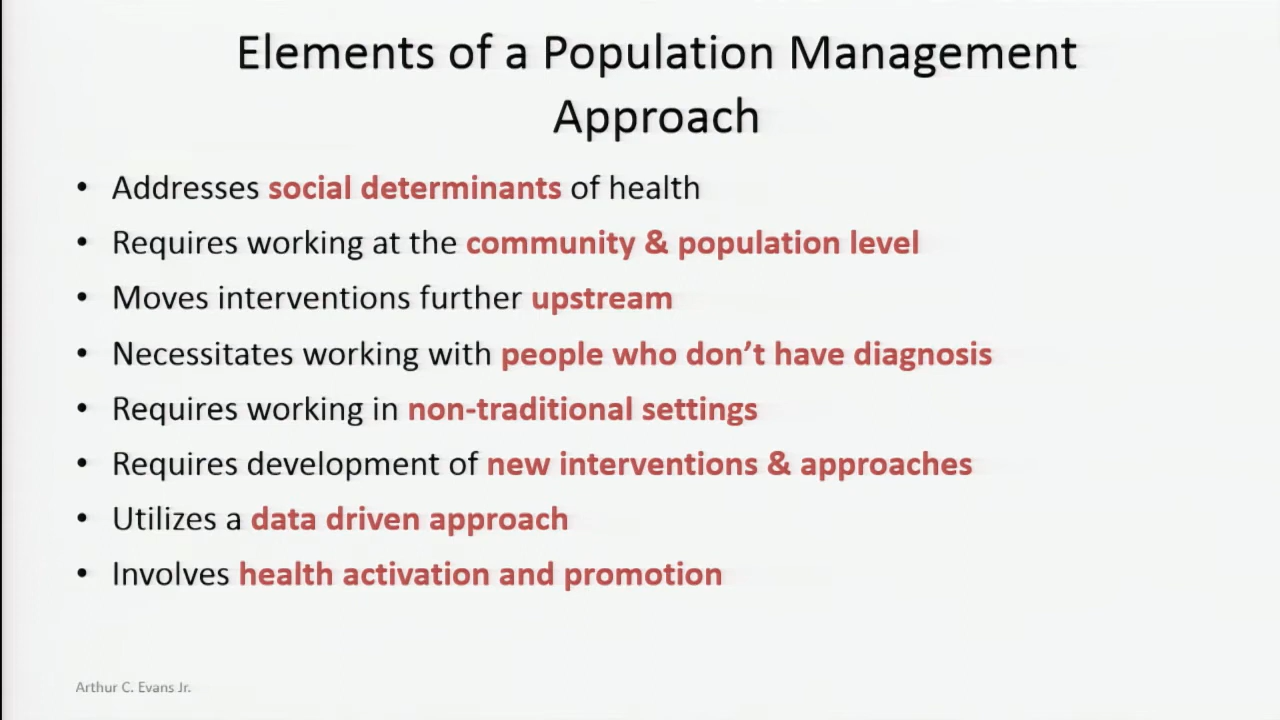 Elements of a Population Management
Approach
• Addresses social determinants of health
• Requires working at the community & population level
• Moves interventions further upstream
• Necessitates working with people who don’t have diagnosis
• Requires working in non-traditional settings
• Requires development of new interventions & approaches
• Utilizes a data driven approach
• Involves health activation and promotion
Arthur C. Evans Jr.